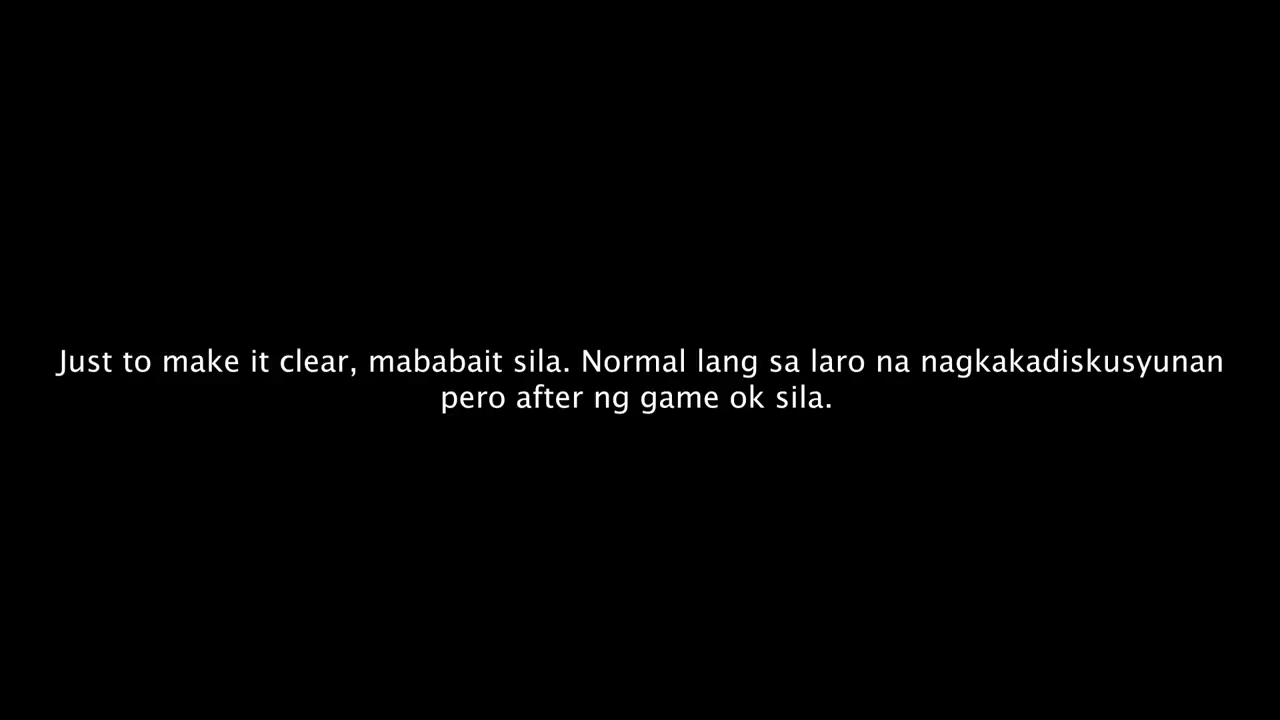 Just to make it clear, mababait sila. Normal lang sa laro na nagkakadiskusyunan
pero after ng game ok sila.